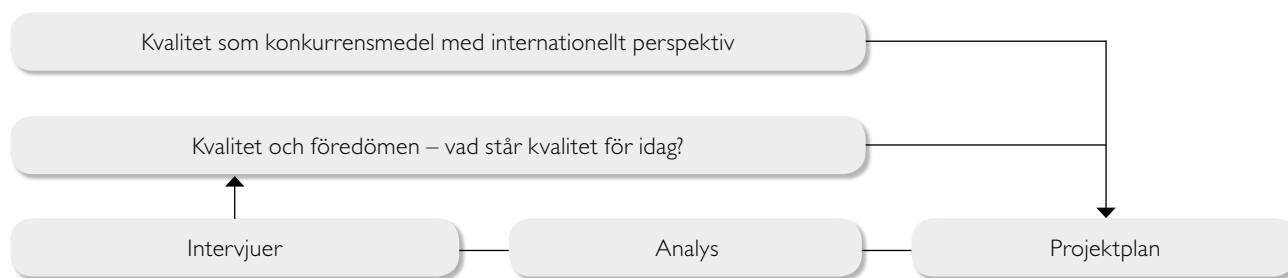 Kvalitet som konkurrensmedel med internationellt perspektiv
Kvalitet och föredömen – vad står kvalitet för idag?
Intervjuer
Analys
Projektplan